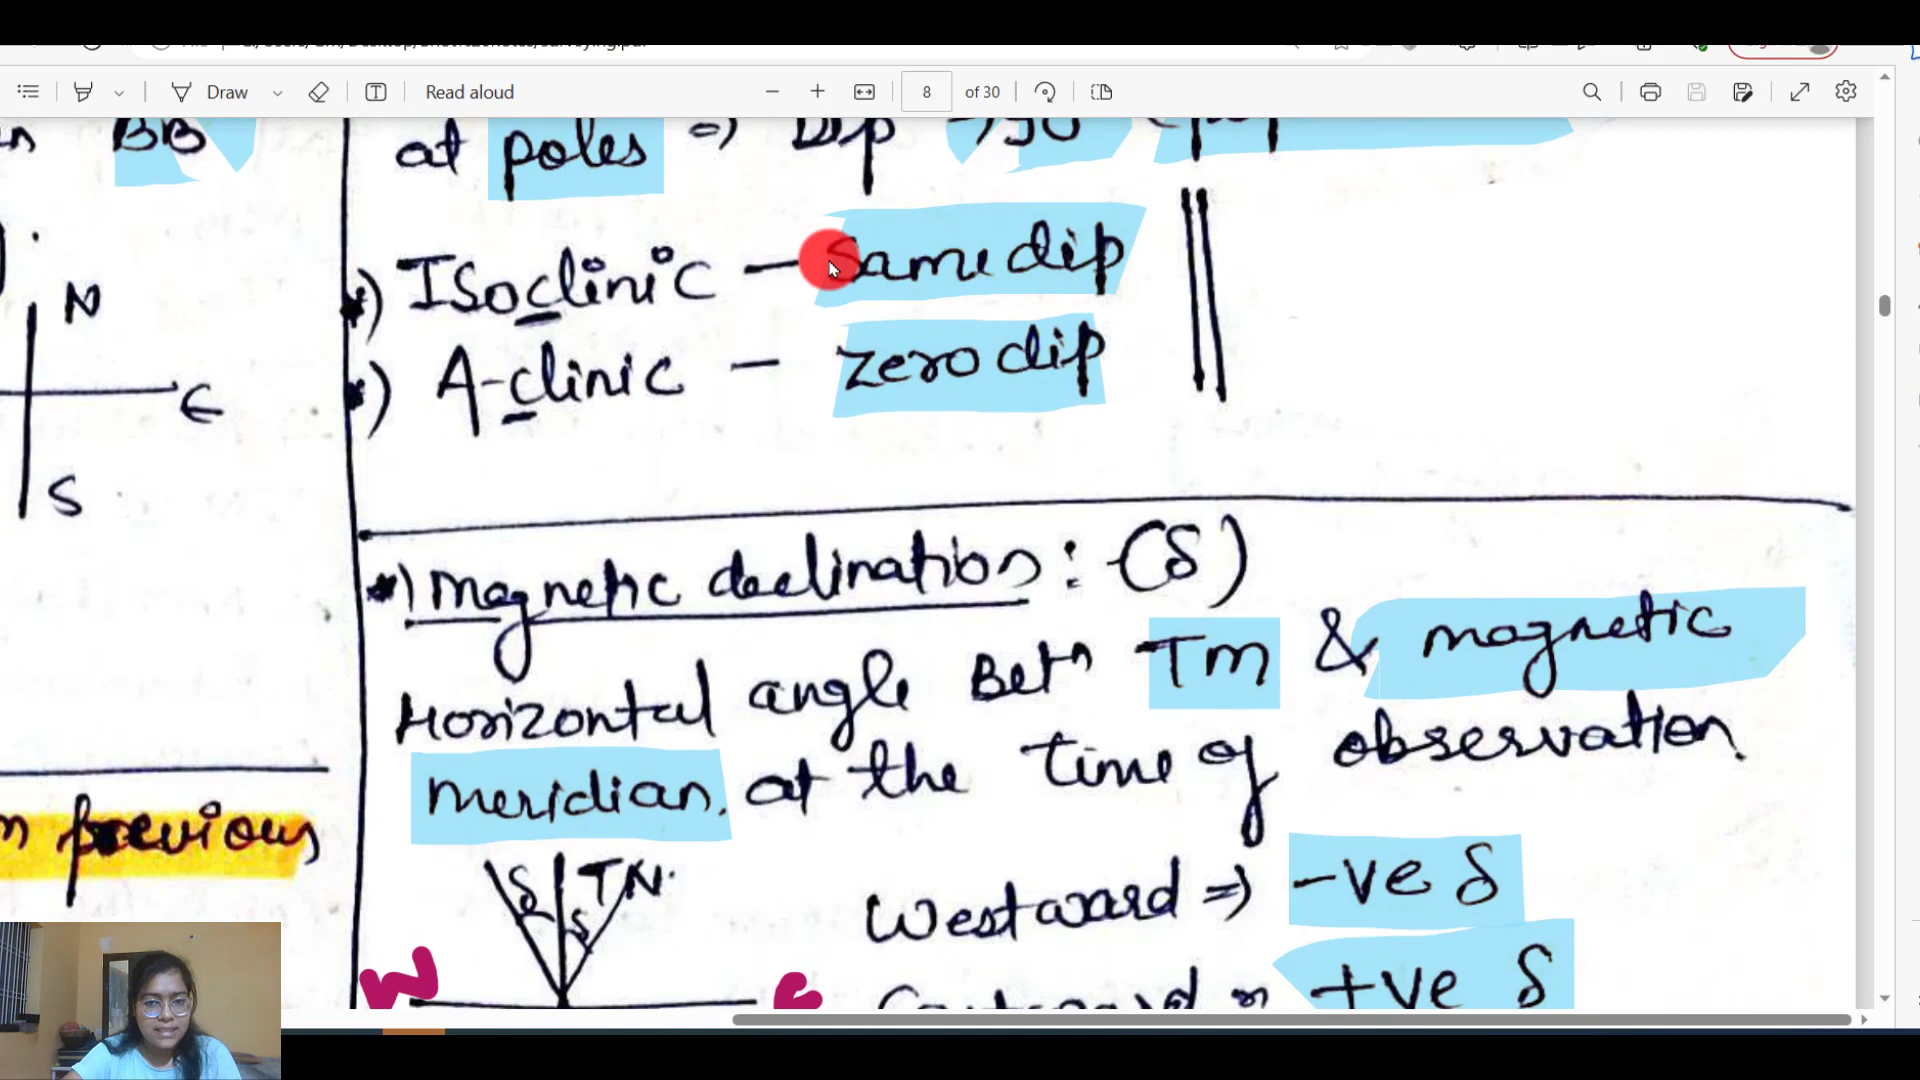 Draw
Read aloud
8 of 30
n BB
at poles => Dip
*) Isoclinic - Same dip
*) A-clinic - zero dip
N
E
S
*) Magnetic declination : (δ)
Horizontal angle Betn Tm & magnetic
meridian. at the time of observation.
n previous
δ TN.
δ
Westward => -ve δ
W E
+ve δ